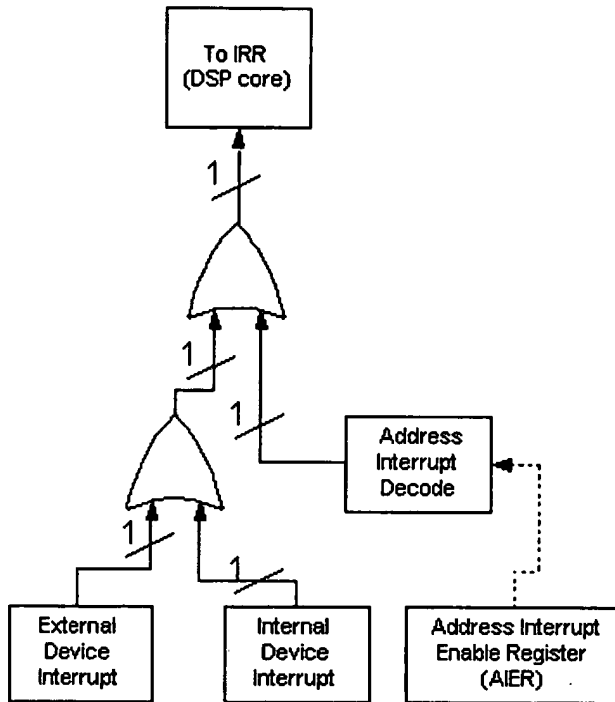 To IRR
(DSP core)
1
1
1
Address
Interrupt
Decode
1
1
External
Device
Interrupt
Internal
Device
Interrupt
Address Interrupt
Enable Register
(AIER)